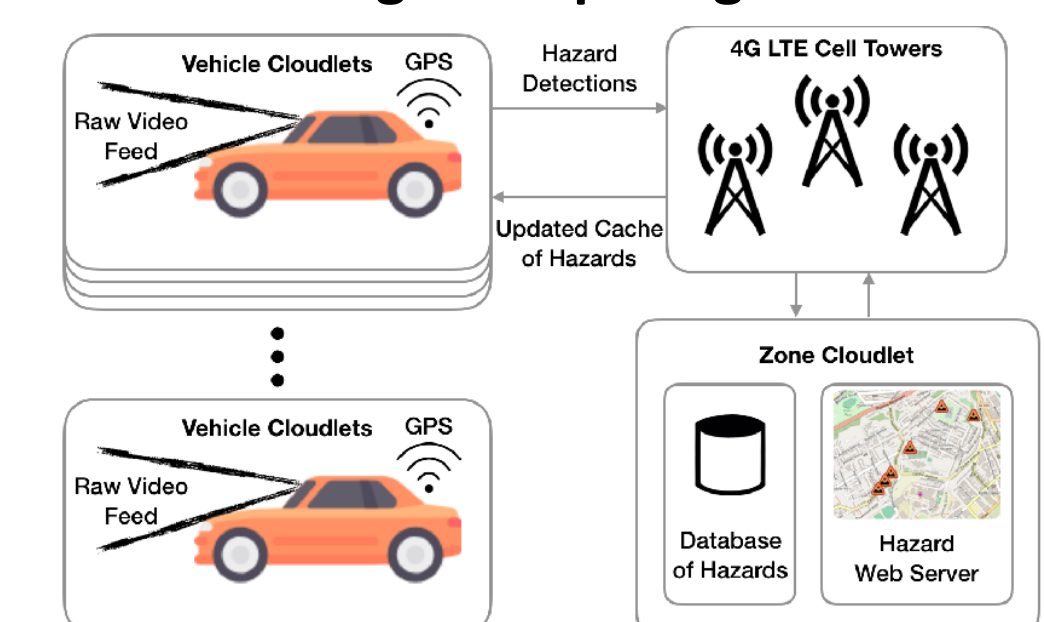 Vehicle Cloudlets
GPS
Raw Video
Feed
Hazard
Detections
Updated Cache
of Hazards
4G LTE Cell Towers
Vehicle Cloudlets
GPS
Raw Video
Feed
Zone Cloudlet
Database
of Hazards
Hazard
Web Server